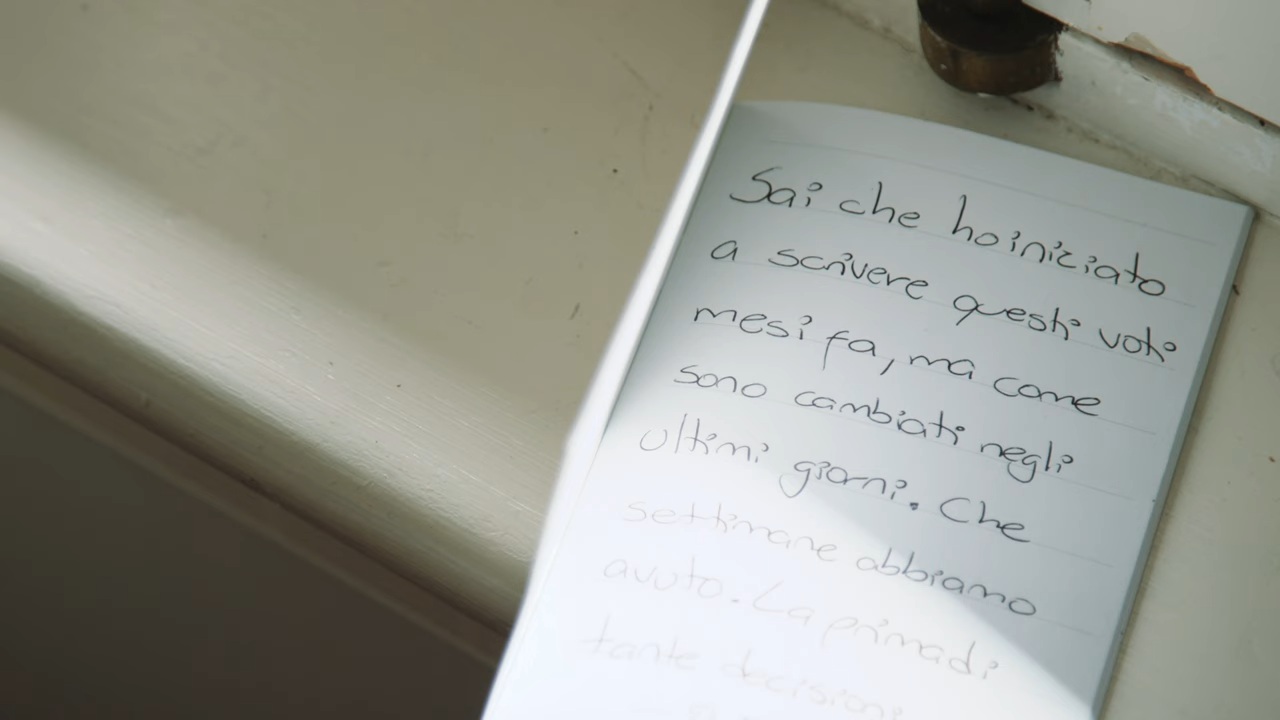 Sai che ho iniziato
a scrivere questi voti
mesi fa, ma come
sono cambiati negli
ultimi giorni. Che
settimane abbiamo
avuto. La prima di
tante decisioni